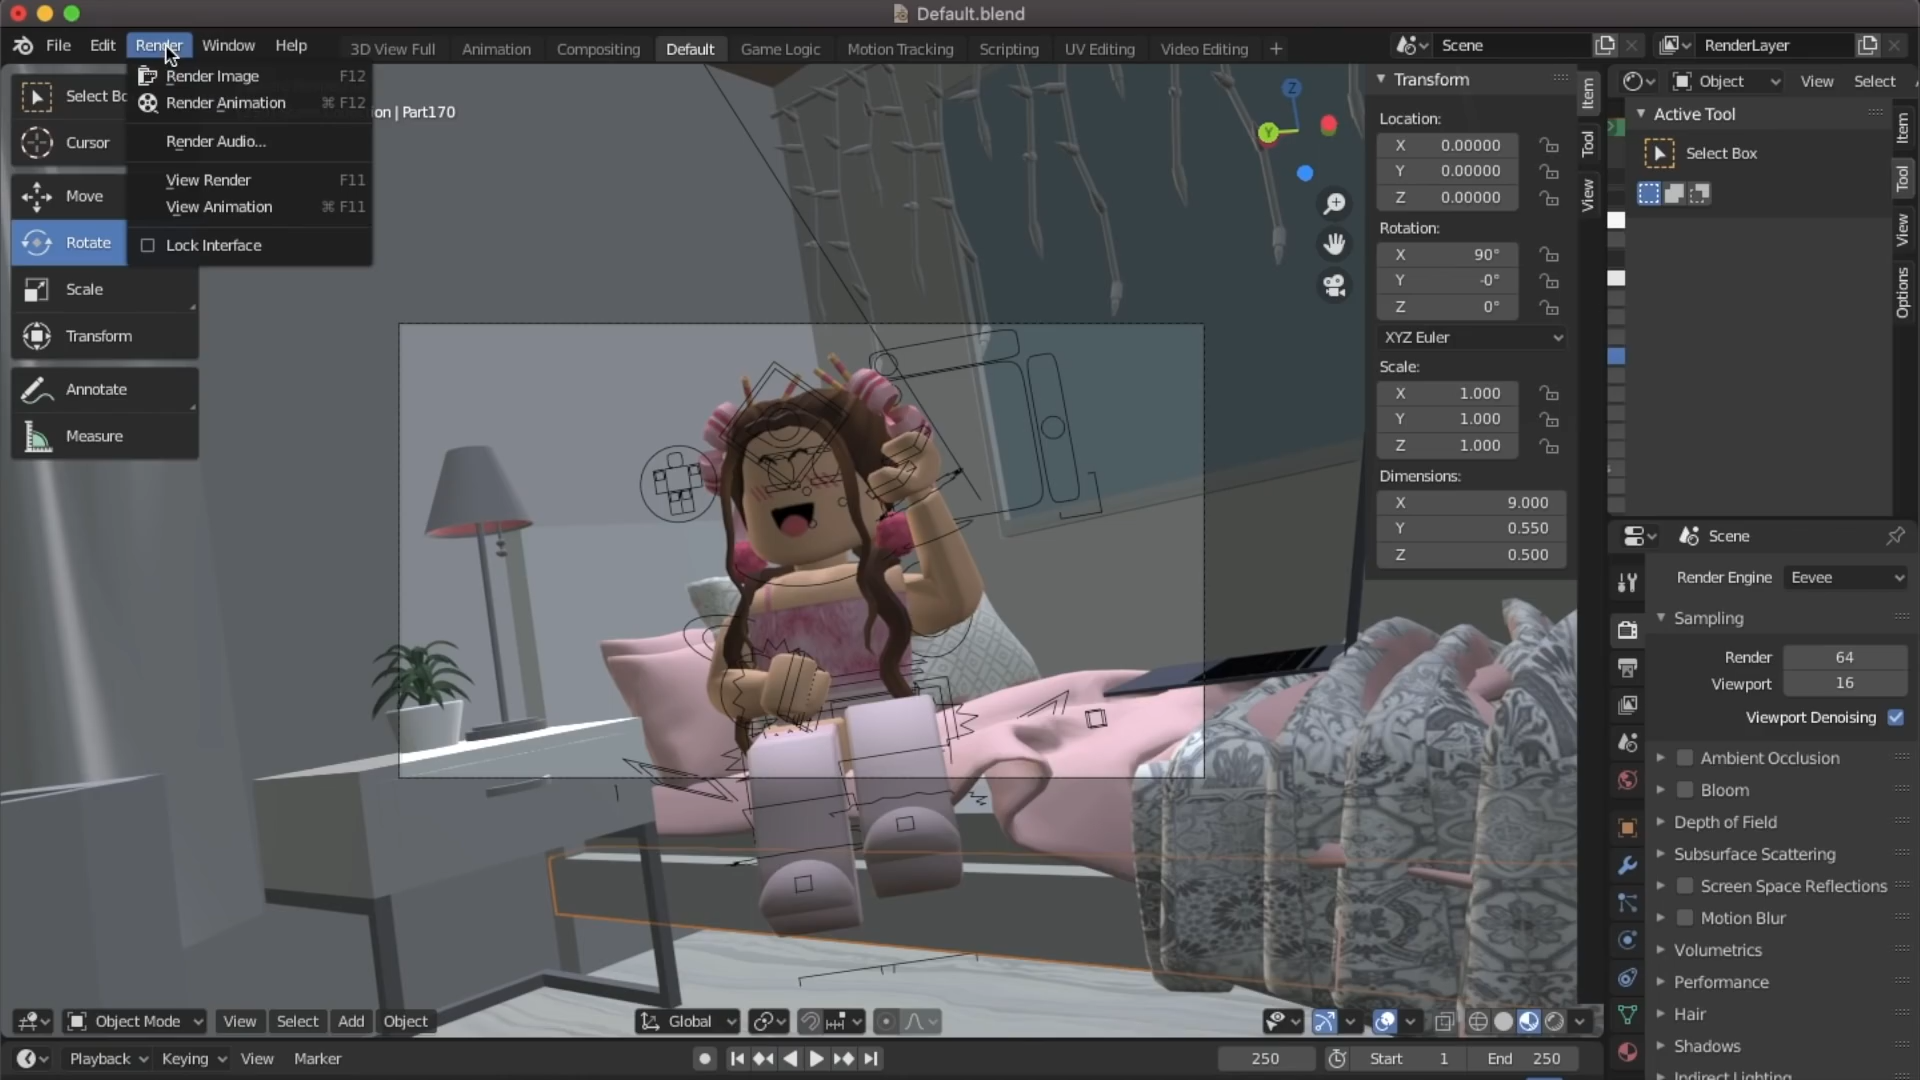 Default.blend
File Edit Render Window Help
3D View Full Animation Compositing Default Game Logic Motion Tracking Scripting UV Editing Video Editing +
Scene
RenderLayer
Render Image F12
Render Animation ⌘ F12
Render Audio...
View Render F11
View Animation ⌘ F11
Lock Interface
on | Part170
Select Bo
Cursor
Move
Rotate
Scale
Transform
Annotate
Measure
Z
Y
Transform
Location:
X 0.00000
Y 0.00000
Z 0.00000
Rotation:
X 90°
Y -0°
Z 0°
XYZ Euler
Scale:
X 1.000
Y 1.000
Z 1.000
Dimensions:
X 9.000
Y 0.550
Z 0.500
Item
Tool
View
Object View Select
Active Tool
Select Box
Item
Tool
View
Options
Scene
Render Engine Eevee
Sampling
Render 64
Viewport 16
Viewport Denoising
Ambient Occlusion
Bloom
Depth of Field
Subsurface Scattering
Screen Space Reflections
Motion Blur
Volumetrics
Performance
Hair
Shadows
Indirect Lighting
Object Mode View Select Add Object
Global
Playback Keying View Marker
250
Start 1
End 250